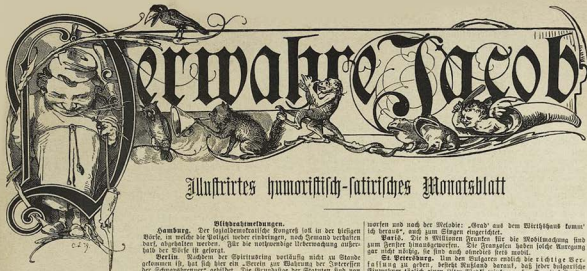 Der wahre Jacob
Illustrirtes humoristisch-satirisches Monatsblatt
Blitzdrahtmeldungen.
Hamburg. Der sozialdemokratische Kongreß soll in der hiesigen
Börse, in welche die Polizei weder eindringen, noch Jemand verhaften
darf, abgehalten werden. Für die nothwendige Ueberwachung außer-
halb der Börse ist gesorgt.
Berlin. Nachdem der Spiritusring vorläufig nicht zu Stande
gekommen ist, hat sich hier ein „Verein zur Wahrung der Interessen
worfen und nach der Melodie: „Grad' aus dem Wirthshaus komm'
ich heraus", auch zum Singen eingerichtet.
Paris. Die 8 Millionen Franken für die Mobilmachung sind
zum Fenster hinausgeworfen. Die Franzosen haben solche Anregung
gar nicht nöthig. Sie sind auch ohnedies stets mobil.
St. Petersburg. Um den Bulgaren endlich die richtige Ver-
fassung zu geben, besteht Rußland darauf, daß der bisherige